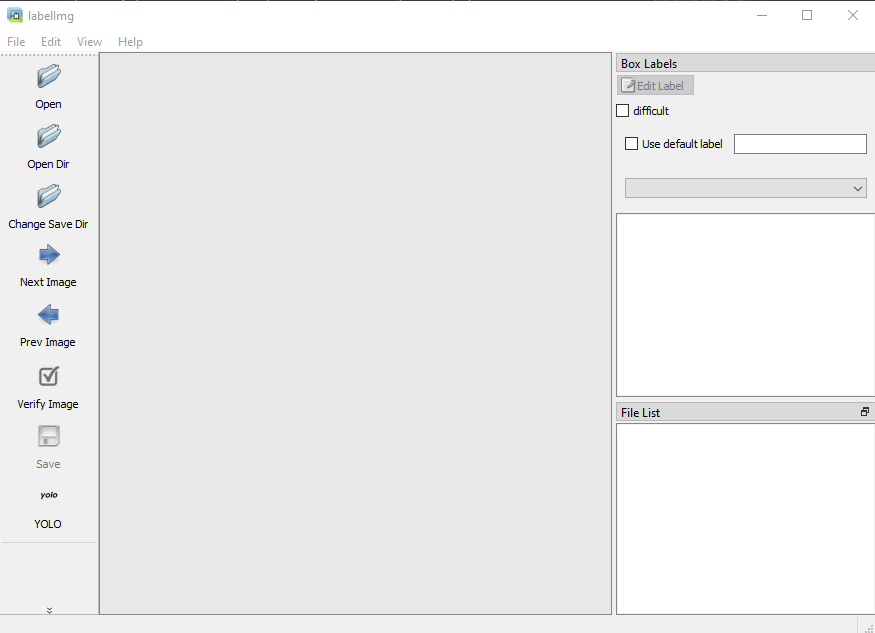 labelImg
File Edit View Help
Open
Open Dir
Change Save Dir
Next Image
Prev Image
Verify Image
Save
yolo
YOLO
Box Labels
Edit Label
difficult
Use default label
File List